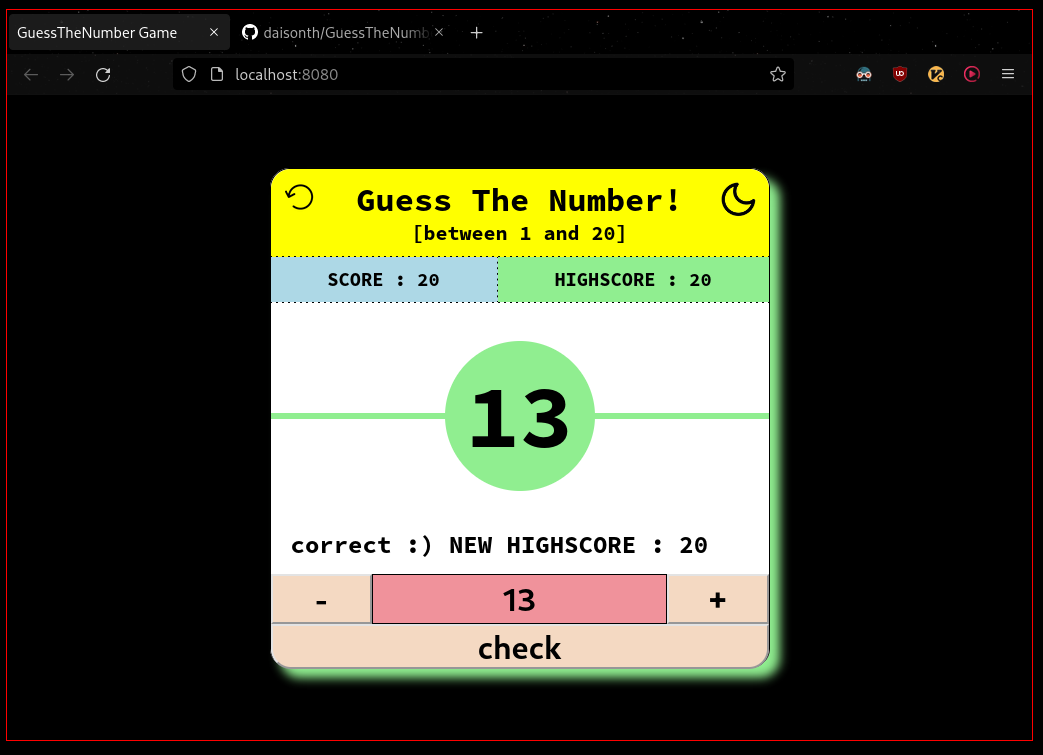 GuessTheNumber Game
daisonth/GuessTheNumb
localhost:8080
Guess The Number!
[between 1 and 20]
SCORE : 20
HIGHSCORE : 20
13
correct :) NEW HIGHSCORE : 20
- 13 +
check